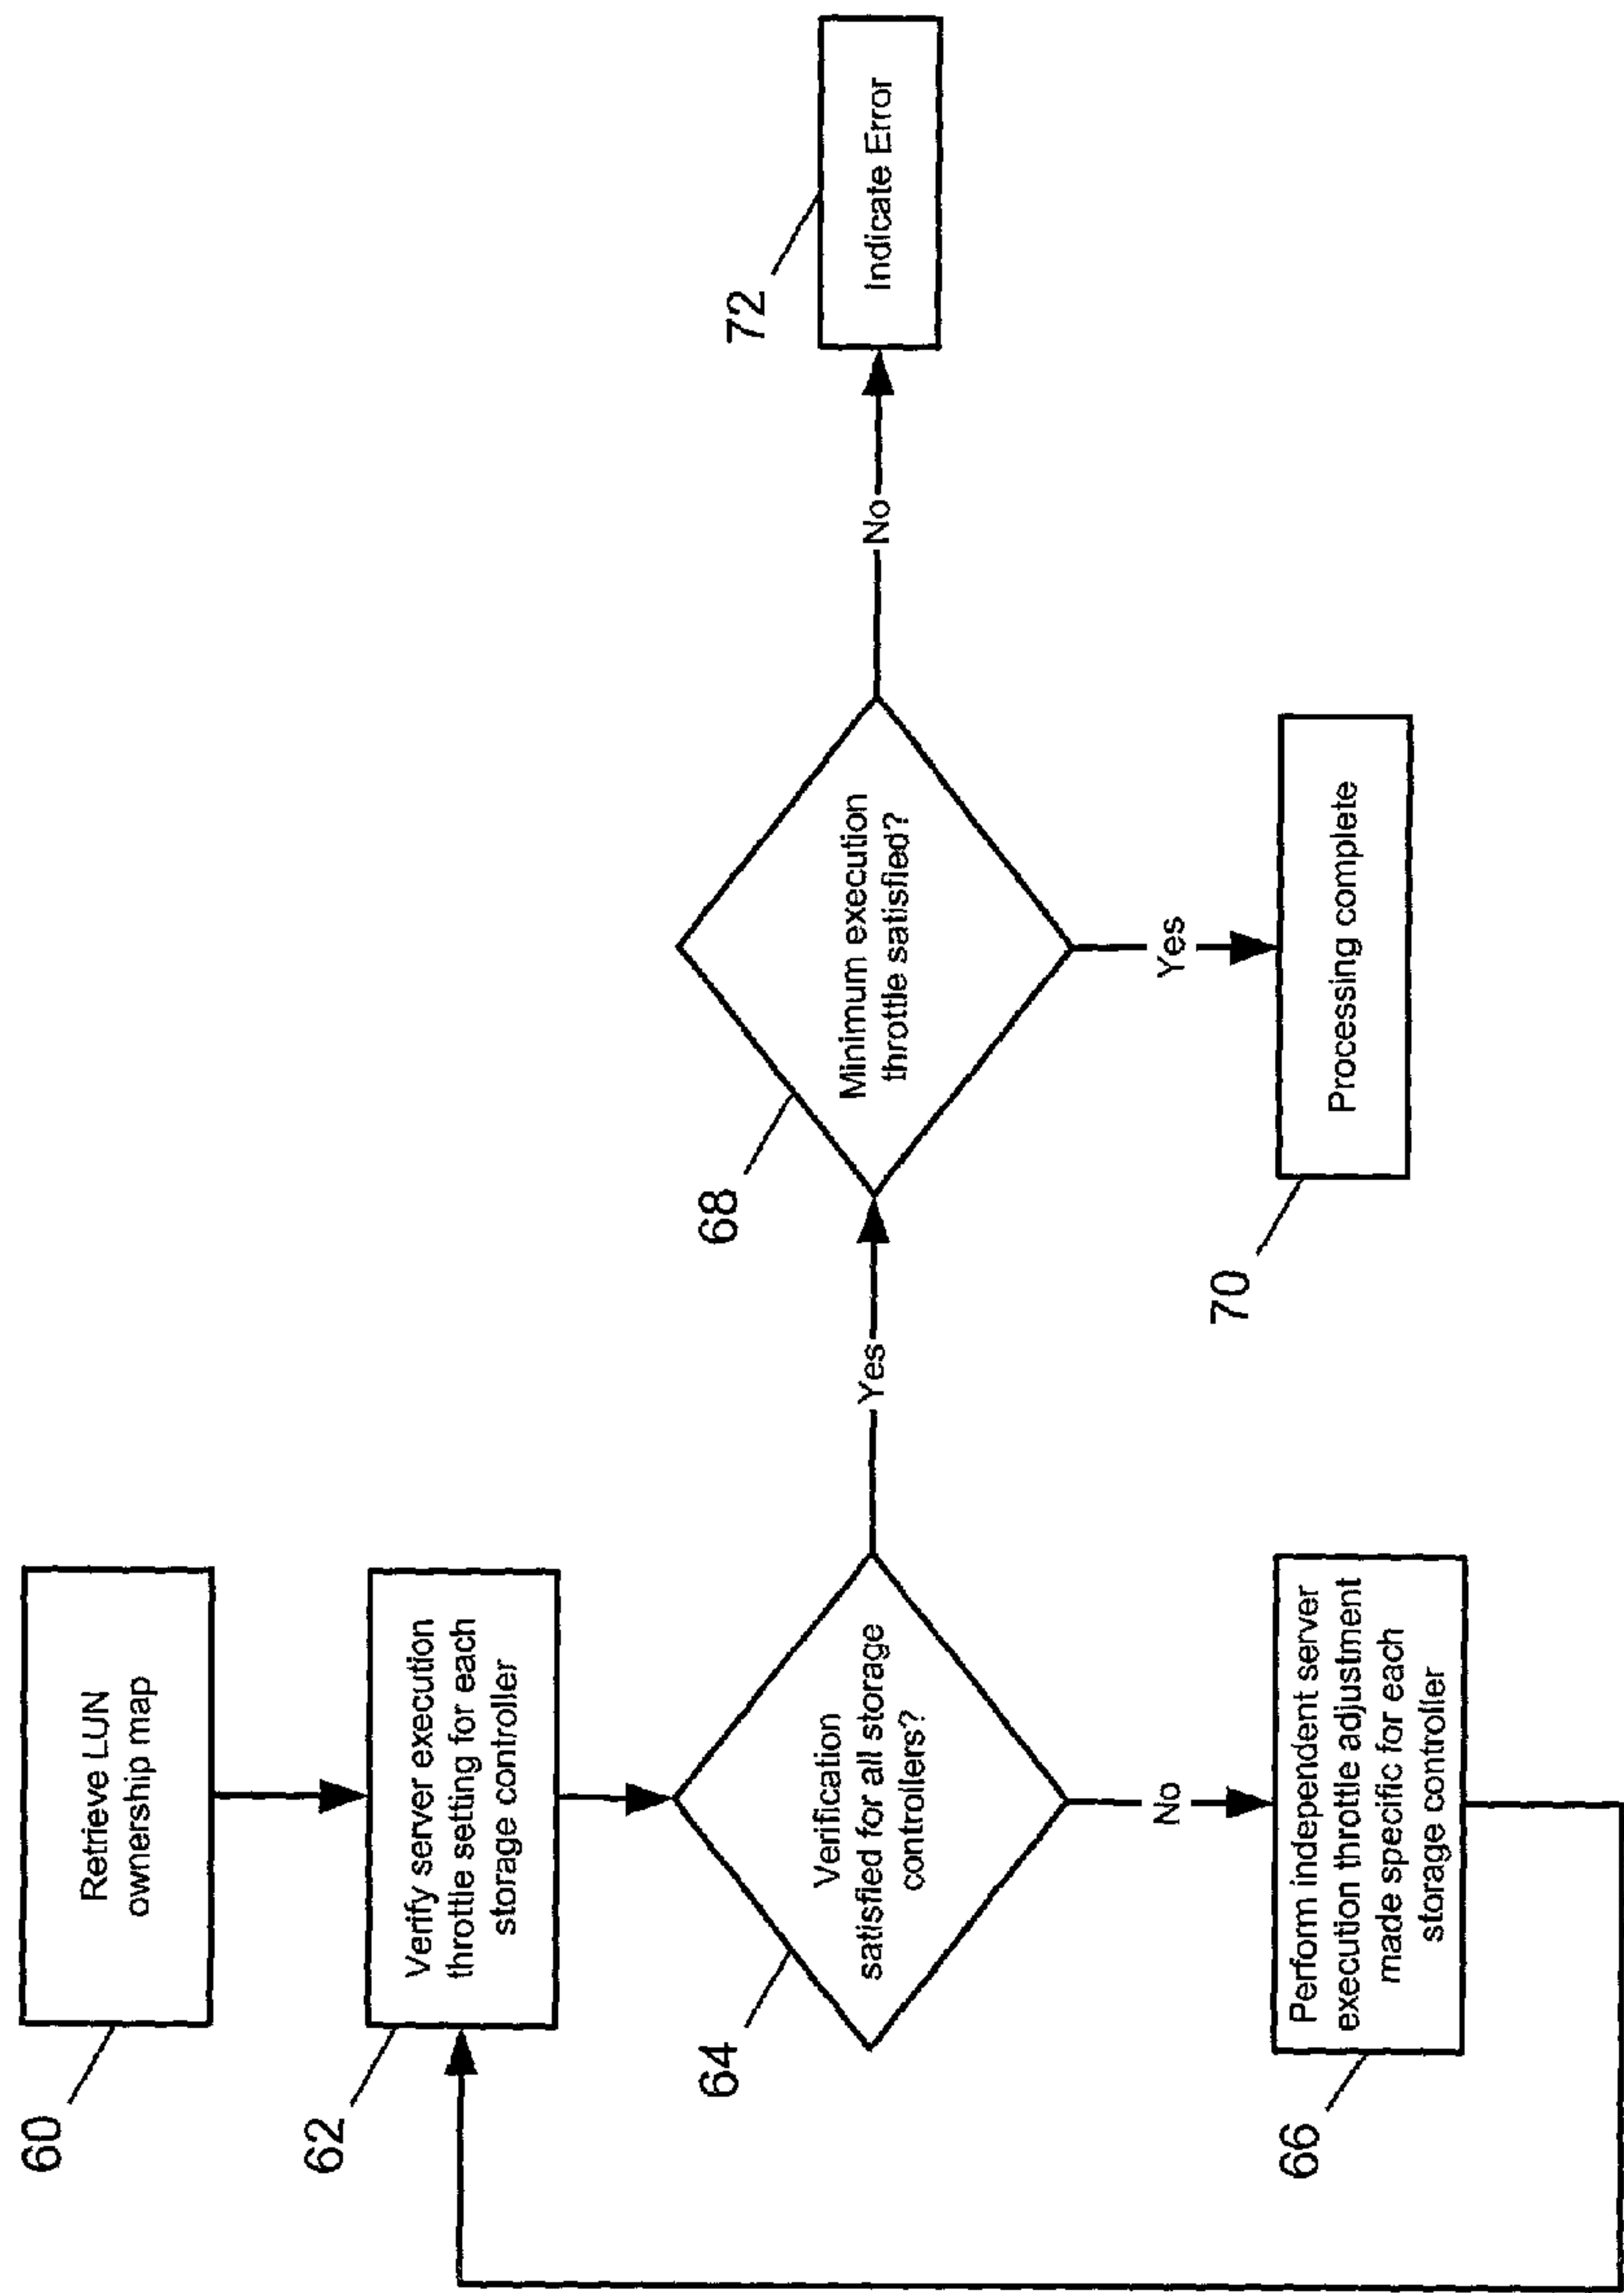 60
Retrieve LUN
ownership map
62
Verify server execution
throttle setting for each
storage controller
64
Verification
satisfied for all storage
controllers?
Yes
No
66
Perform independent server
execution throttle adjustment
made specific for each
storage controller
68
Minimum execution
throttle satisfied?
No
Yes
70
Processing complete
72
Indicate Error